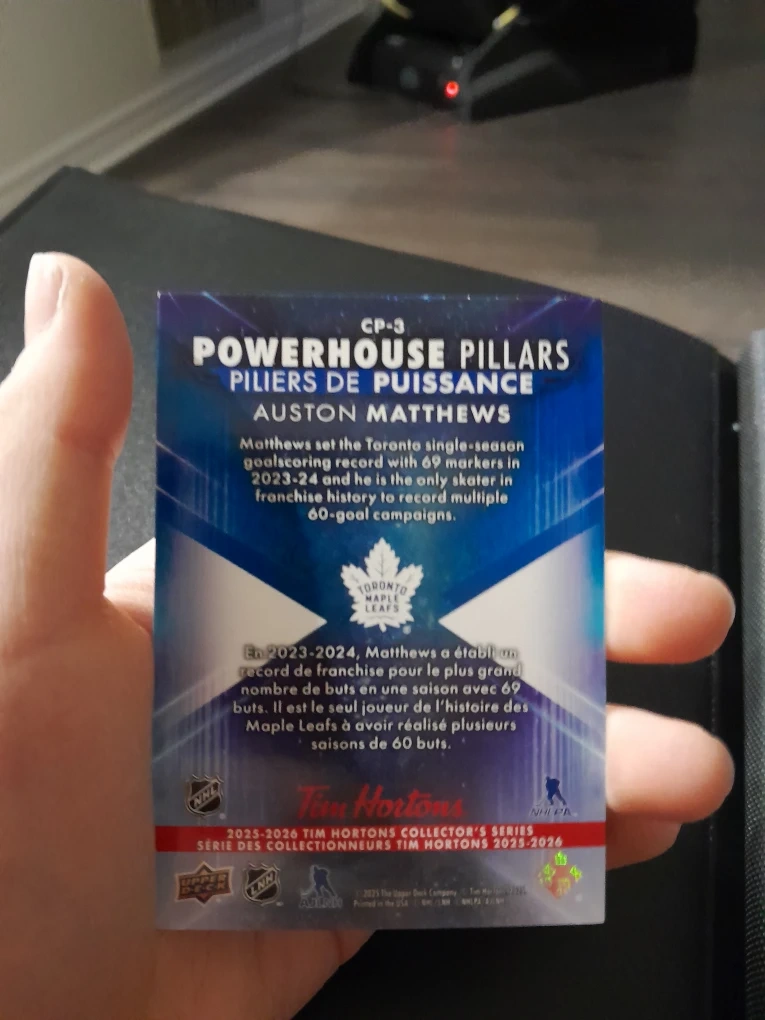 CP-3
POWERHOUSE PILLARS
PILIERS DE PUISSANCE
AUSTON MATTHEWS
Matthews set the Toronto single-season
goalscoring record with 69 markers in
2023-24 and he is the only skater in
franchise history to record multiple
60-goal campaigns.
TORONTO
MAPLE
LEAFS
En 2023-2024, Matthews a établi un
record de franchise pour le plus grand
nombre de buts en une saison avec 69
buts. Il est le seul joueur de l'histoire des
Maple Leafs à avoir réalisé plusieurs
saisons de 60 buts.
NHL
Tim Hortons
NHLPA
2025-2026 TIM HORTONS COLLECTOR'S SERIES
SÉRIE DES COLLECTIONNEURS TIM HORTONS 2025-2026
UPPER DECK
LNH
AJLNH
©2025 The Upper Deck Company
Printed in the USA